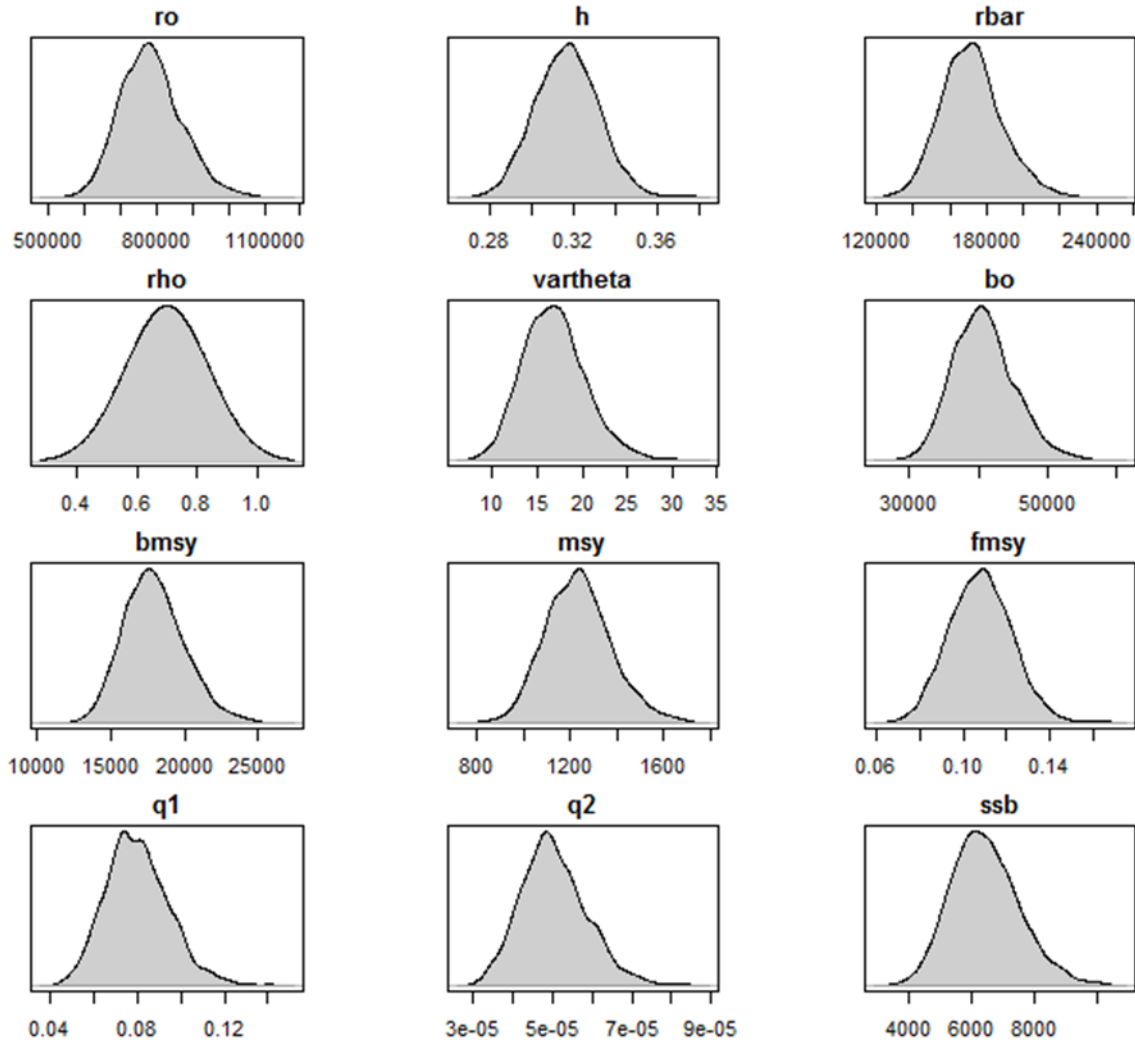 ro h rbar
500000 800000 1100000 0.28 0.32 0.36 120000 180000 240000
rho vartheta bo
0.4 0.6 0.8 1.0 10 15 20 25 30 35 30000 50000
bmsy msy fmsy
10000 15000 20000 25000 800 1200 1600 0.06 0.10 0.14
q1 q2 ssb
0.04 0.08 0.12 3e-05 5e-05 7e-05 9e-05 4000 6000 8000